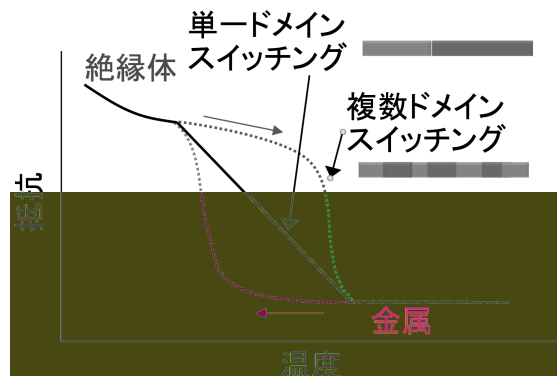 単一ドメイン
スイッチング
絶縁体
複数ドメイン
スイッチング
抵抗
金属
温度